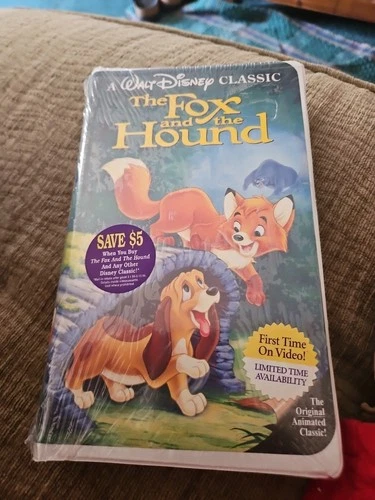 A WALT DISNEY CLASSIC
The Fox
and the
Hound
SAVE $5
When You Buy
The Fox And The Hound
And Any Other
Disney Classic!
First Time
On Video!
LIMITED TIME
AVAILABILITY
The
Original
Animated
Classic!